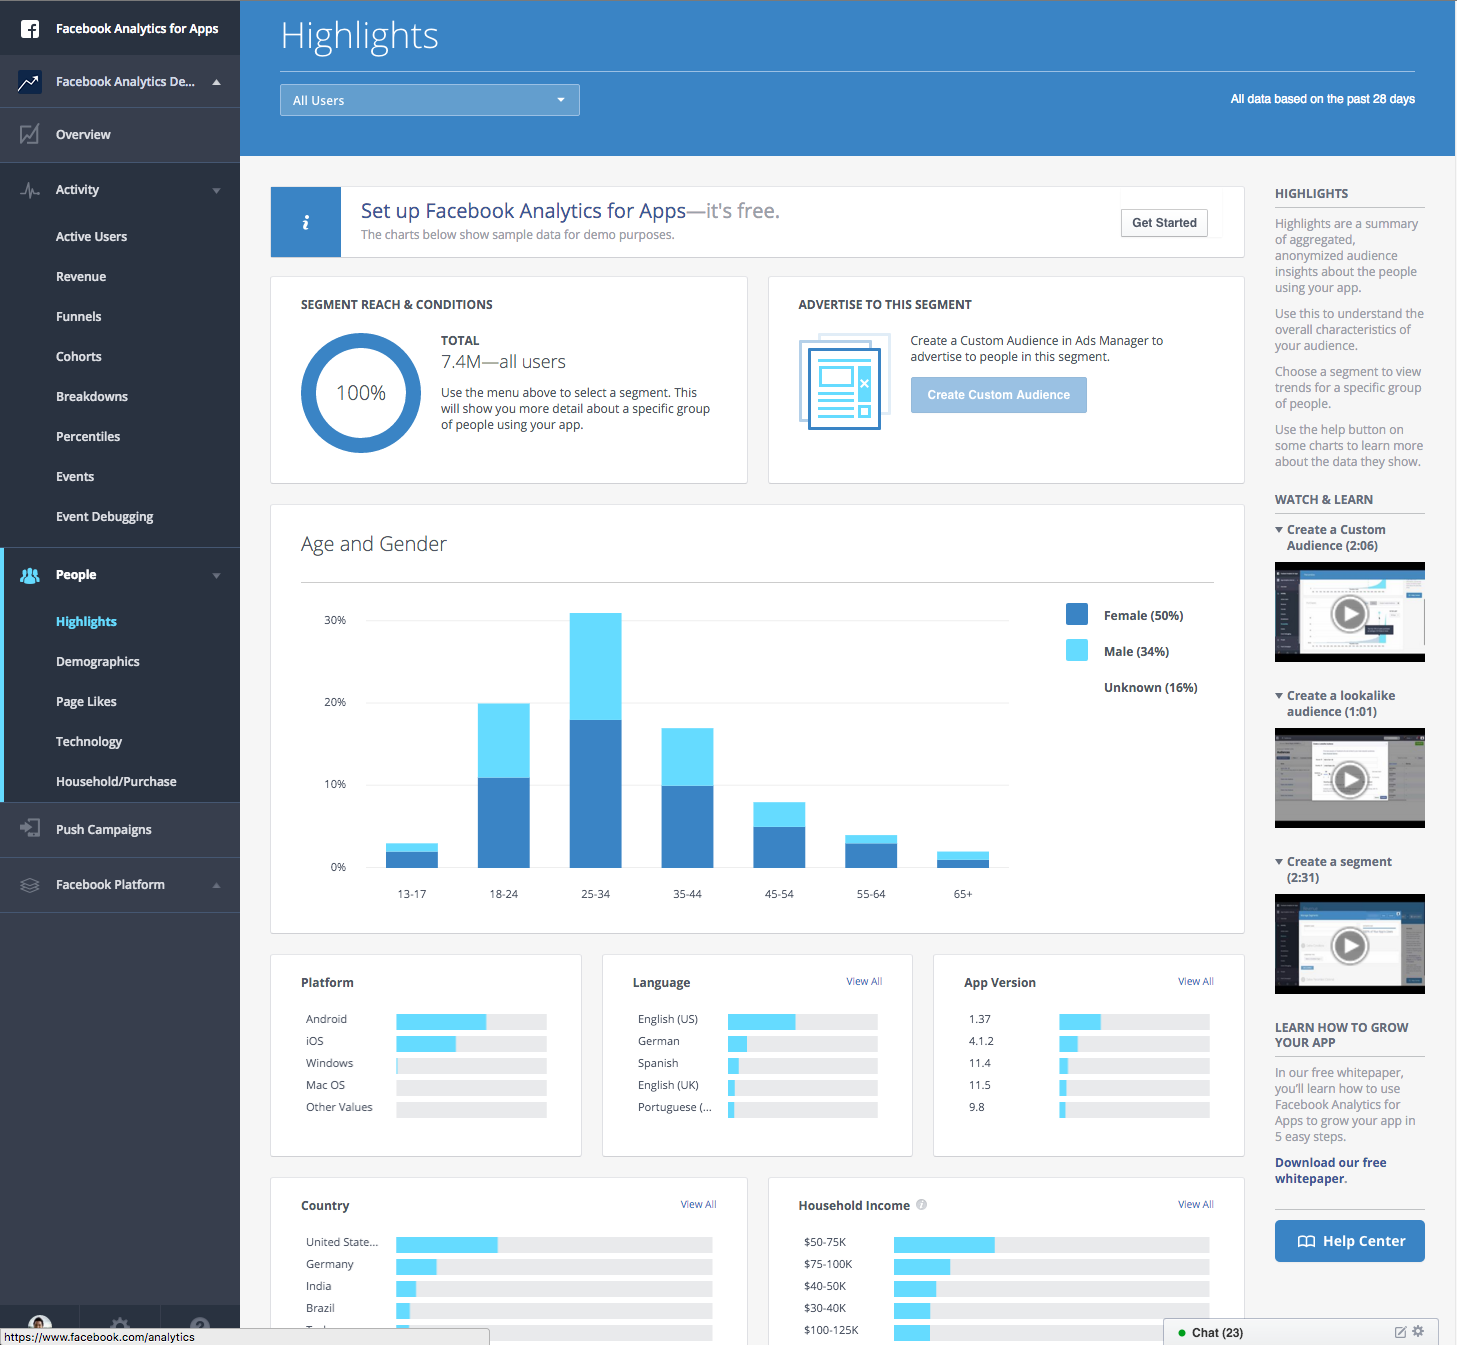 Facebook Analytics for Apps
Facebook Analytics De...
Overview
Activity
Active Users
Revenue
Funnels
Cohorts
Breakdowns
Percentiles
Events
Event Debugging
People
Highlights
Demographics
Page Likes
Technology
Household/Purchase
Push Campaigns
Facebook Platform
https://www.facebook.com/analytics
Highlights
All Users
All data based on the past 28 days
Set up Facebook Analytics for Apps—it's free.
The charts below show sample data for demo purposes.
Get Started
SEGMENT REACH & CONDITIONS
100%
TOTAL
7.4M—all users
Use the menu above to select a segment. This
will show you more detail about a specific group
of people using your app.
ADVERTISE TO THIS SEGMENT
Create a Custom Audience in Ads Manager to
advertise to people in this segment.
Create Custom Audience
Age and Gender
30%
20%
10%
0%
13-17
18-24
25-34
35-44
45-54
55-64
65+
Female (50%)
Male (34%)
Unknown (16%)
Platform
Android
iOS
Windows
Mac OS
Other Values
Language
View All
English (US)
German
Spanish
English (UK)
Portuguese (...
App Version
View All
1.37
4.1.2
11.4
11.5
9.8
Country
View All
United State...
Germany
India
Brazil
Household Income
View All
$50-75K
$75-100K
$40-50K
$30-40K
$100-125K
HIGHLIGHTS
Highlights are a summary
of aggregated,
anonymized audience
insights about the people
using your app.
Use this to understand the
overall characteristics of
your audience.
Choose a segment to view
trends for a specific group
of people.
Use the help button on
some charts to learn more
about the data they show.
WATCH & LEARN
Create a Custom
Audience (2:06)
Create a lookalike
audience (1:01)
Create a segment
(2:31)
LEARN HOW TO GROW
YOUR APP
In our free whitepaper,
you'll learn how to use
Facebook Analytics for
Apps to grow your app in
5 easy steps.
Download our free
whitepaper.
Help Center
Chat (23)